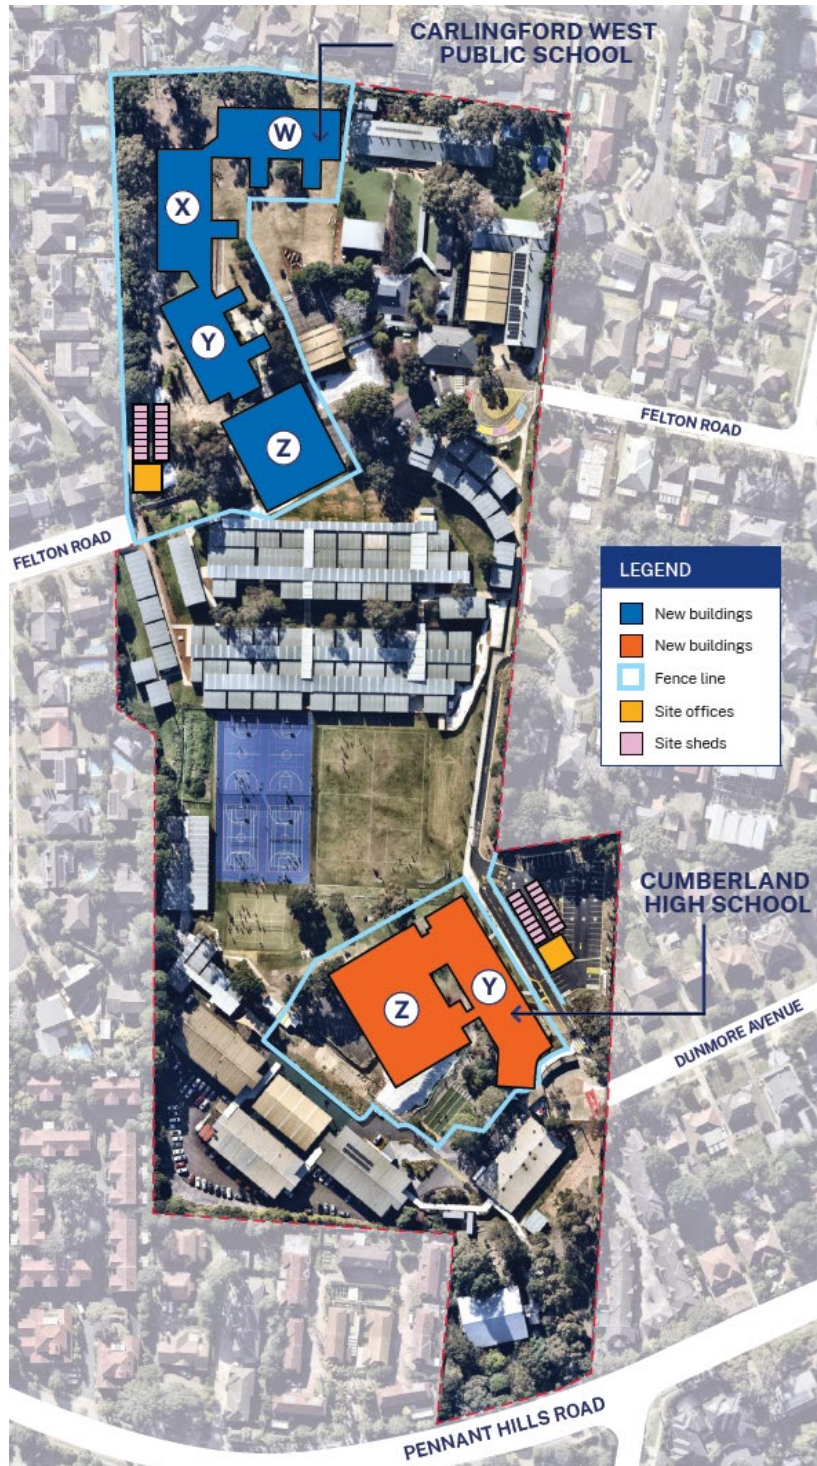 CARLINGFORD WEST
PUBLIC SCHOOL
W
X
Y
Z
FELTON ROAD
FELTON ROAD
LEGEND
New buildings
New buildings
Fence line
Site offices
Site sheds
CUMBERLAND
HIGH SCHOOL
Y
Z
DUNMORE AVENUE
PENNANT HILLS ROAD